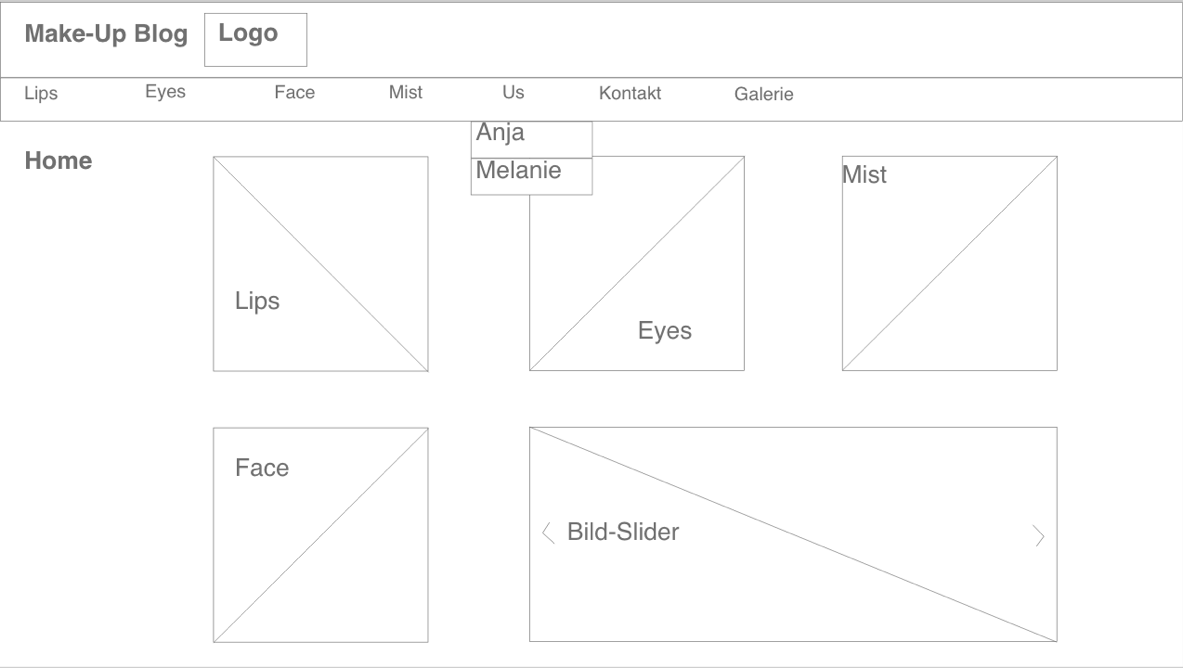 Make-Up Blog Logo
Lips Eyes Face Mist Us Kontakt Galerie
Anja
Home
Melanie
Mist
Lips
Eyes
Face
Bild-Slider